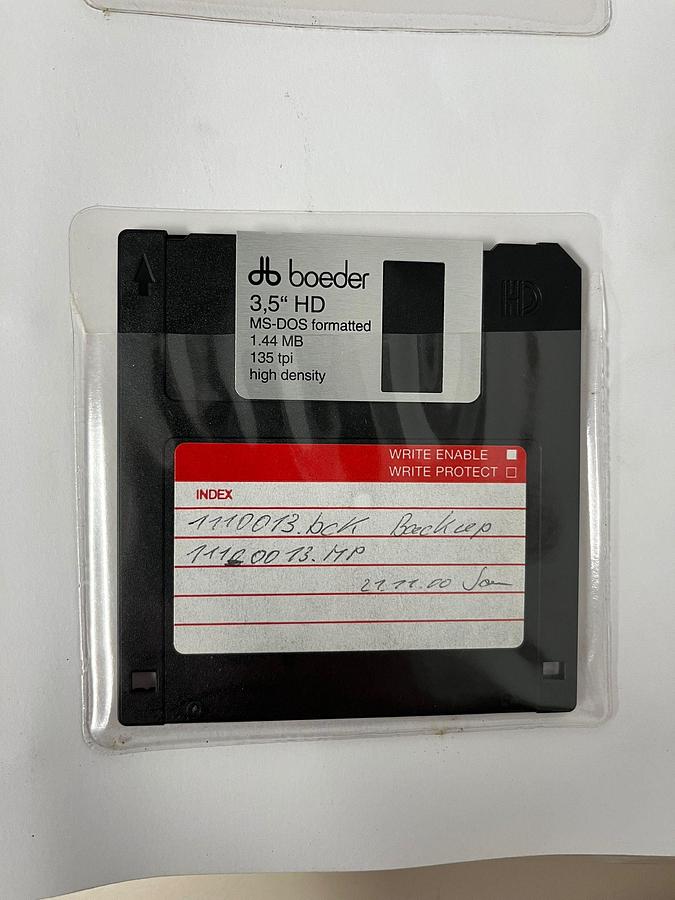 boeder
3,5“ HD
MS-DOS formatted
1.44 MB
135 tpi
high density
HD
WRITE ENABLE
WRITE PROTECT
INDEX
1110013.bck Backup
1110013.MP
21.11.00